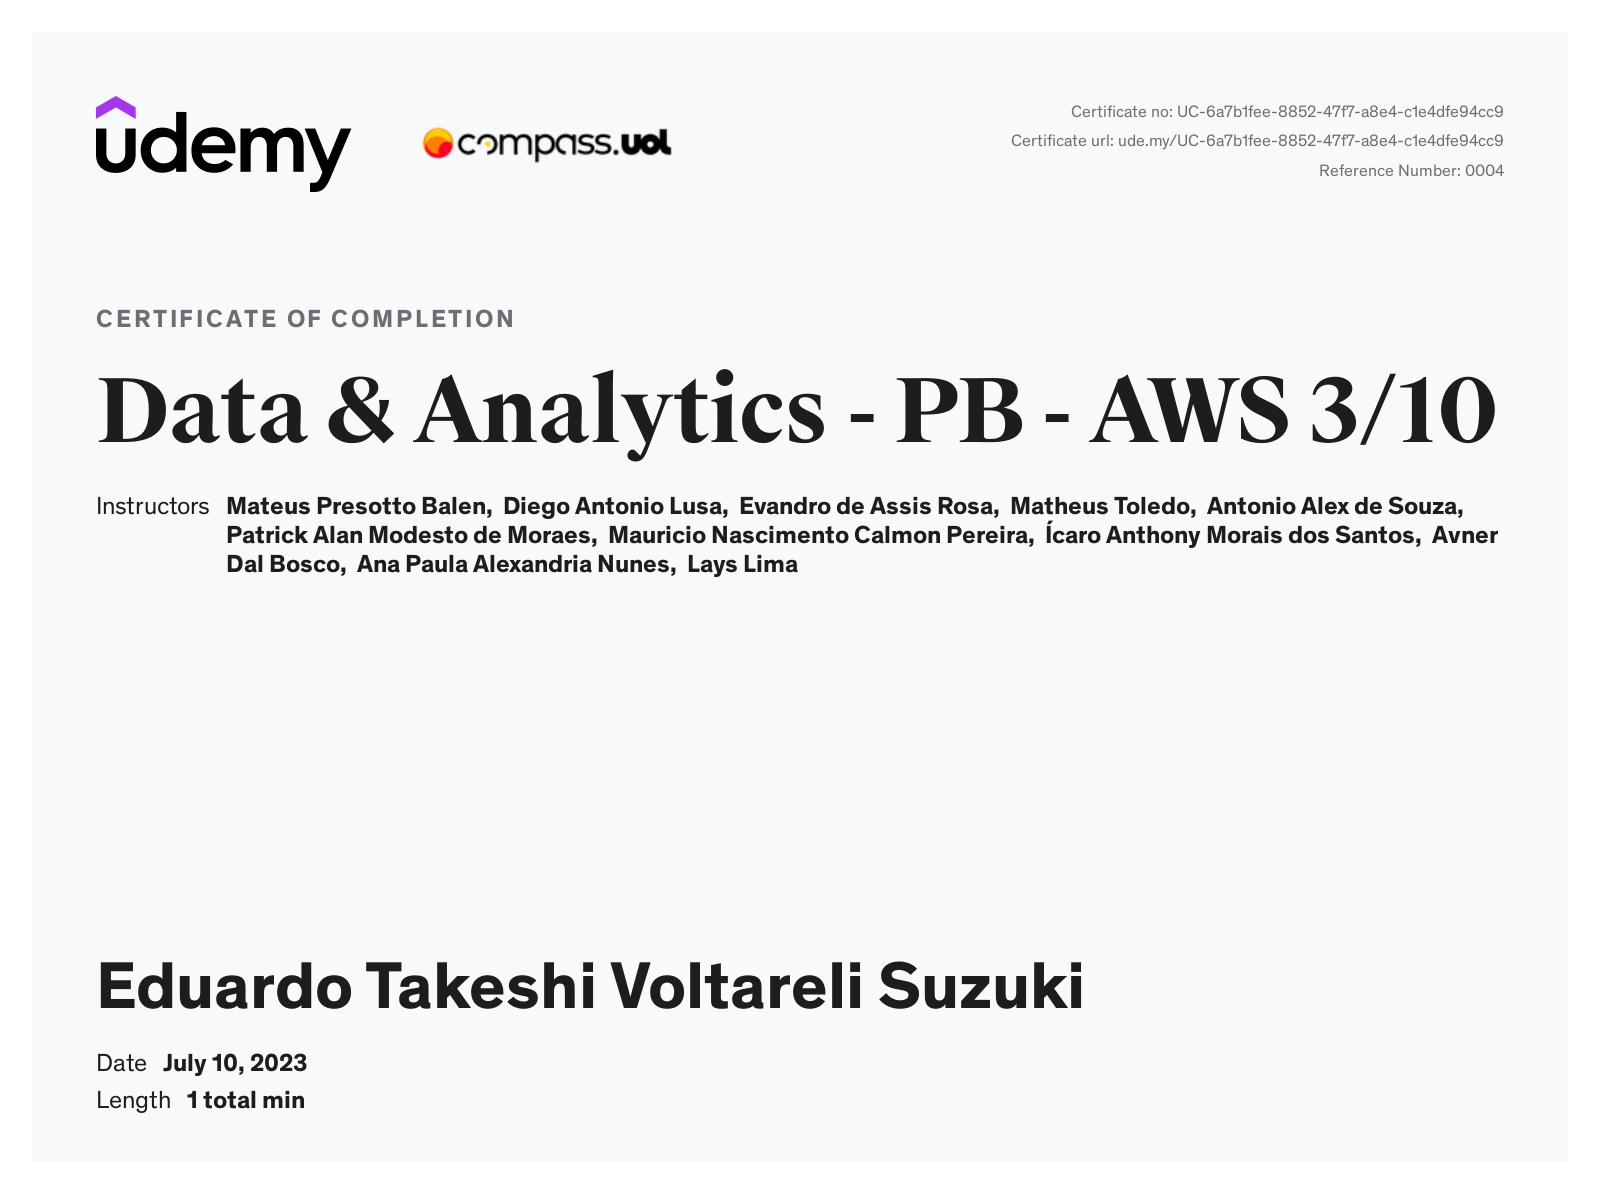 udemy
compass.uol
Certificate no: UC-6a7b1fee-8852-47f7-a8e4-c1e4dfe94cc9
Certificate url: ude.my/UC-6a7b1fee-8852-47f7-a8e4-c1e4dfe94cc9
Reference Number: 0004
CERTIFICATE OF COMPLETION
Data & Analytics - PB - AWS 3/10
Instructors Mateus Presotto Balen, Diego Antonio Lusa, Evandro de Assis Rosa, Matheus Toledo, Antonio Alex de Souza,
Patrick Alan Modesto de Moraes, Mauricio Nascimento Calmon Pereira, Ícaro Anthony Morais dos Santos, Avner
Dal Bosco, Ana Paula Alexandria Nunes, Lays Lima
Eduardo Takeshi Voltareli Suzuki
Date July 10, 2023
Length 1 total min